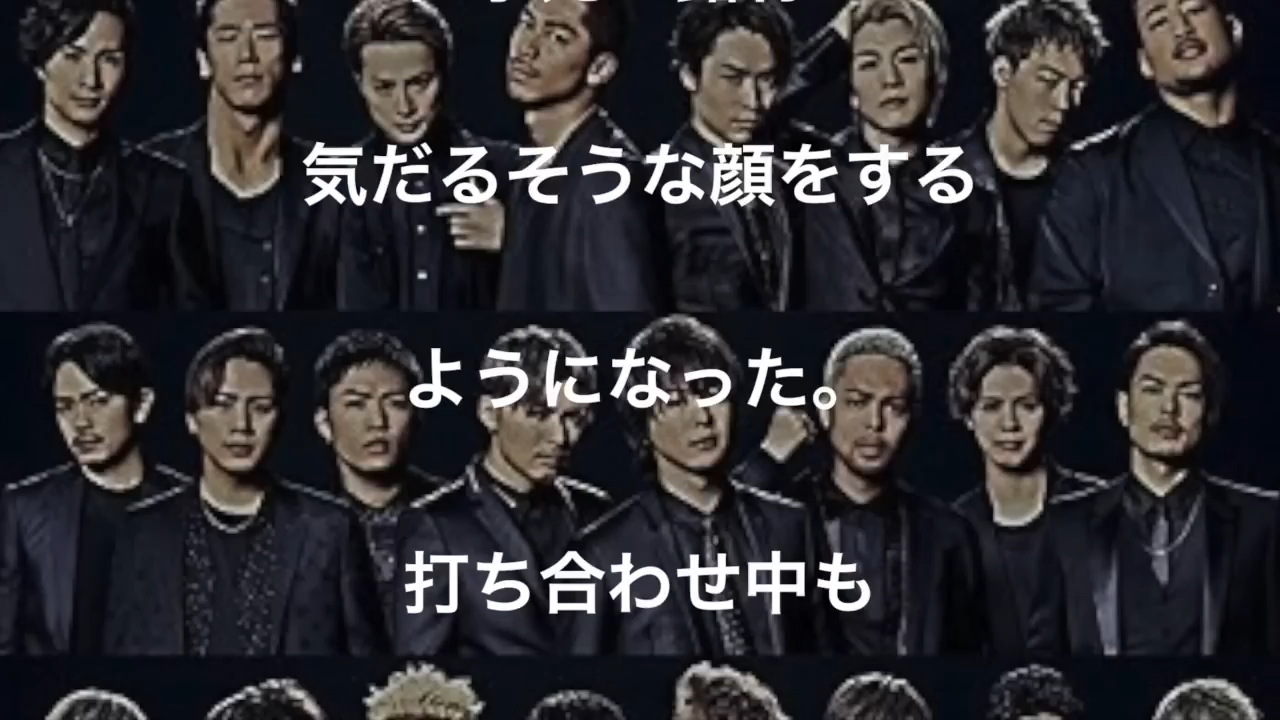 気だるそうな顔をする
ようになった。
打ち合わせ中も